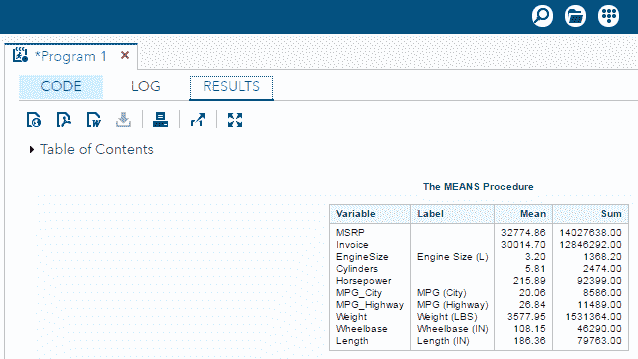 *Program 1 ×
CODE LOG RESULTS
Table of Contents
The MEANS Procedure
Variable Label Mean Sum
MSRP 32774.86 14027638.00
Invoice 30014.70 12846292.00
EngineSize Engine Size (L) 3.20 1368.20
Cylinders 5.81 2474.00
Horsepower 215.89 92399.00
MPG_City MPG (City) 20.06 8586.00
MPG_Highway MPG (Highway) 26.84 11489.00
Weight Weight (LBS) 3577.95 1531364.00
Wheelbase Wheelbase (IN) 108.15 46290.00
Length Length (IN) 186.36 79763.00